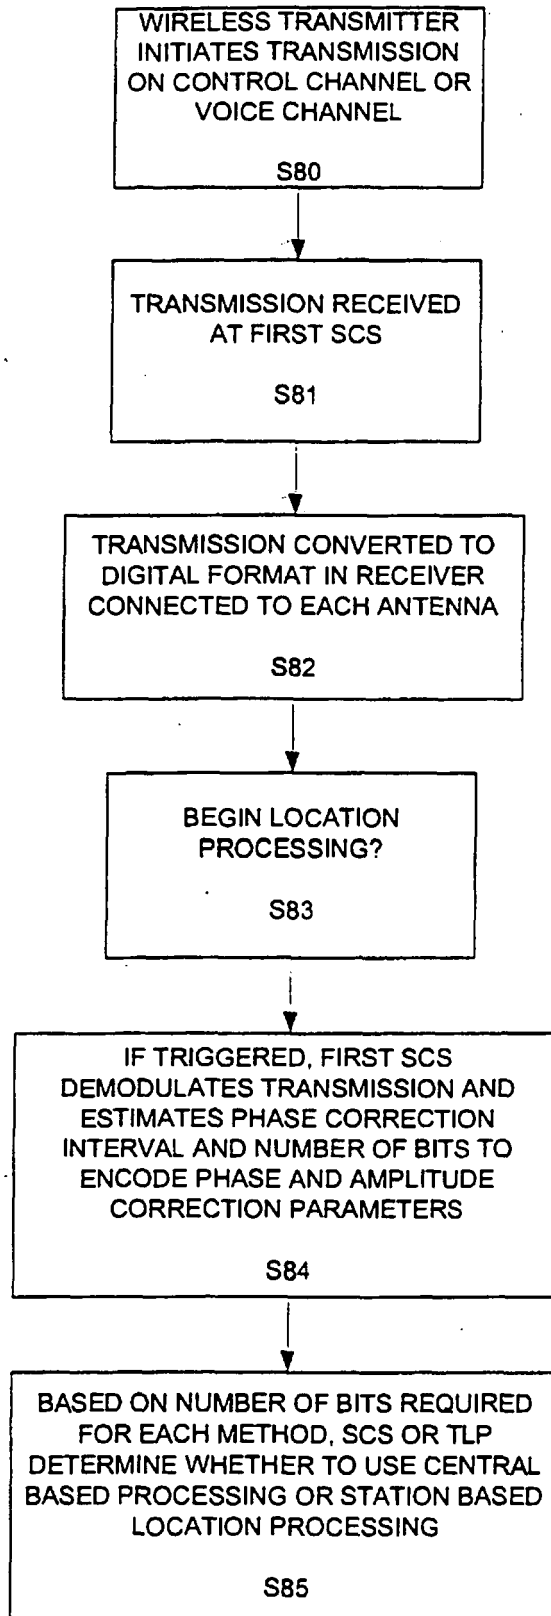 WIRELESS TRANSMITTER
INITIATES TRANSMISSION
ON CONTROL CHANNEL OR
VOICE CHANNEL
S80
TRANSMISSION RECEIVED
AT FIRST SCS
S81
TRANSMISSION CONVERTED TO
DIGITAL FORMAT IN RECEIVER
CONNECTED TO EACH ANTENNA
S82
BEGIN LOCATION
PROCESSING?
S83
IF TRIGGERED, FIRST SCS
DEMODULATES TRANSMISSION AND
ESTIMATES PHASE CORRECTION
INTERVAL AND NUMBER OF BITS TO
ENCODE PHASE AND AMPLITUDE
CORRECTION PARAMETERS
S84
BASED ON NUMBER OF BITS REQUIRED
FOR EACH METHOD, SCS OR TLP
DETERMINE WHETHER TO USE CENTRAL
BASED PROCESSING OR STATION BASED
LOCATION PROCESSING
S85